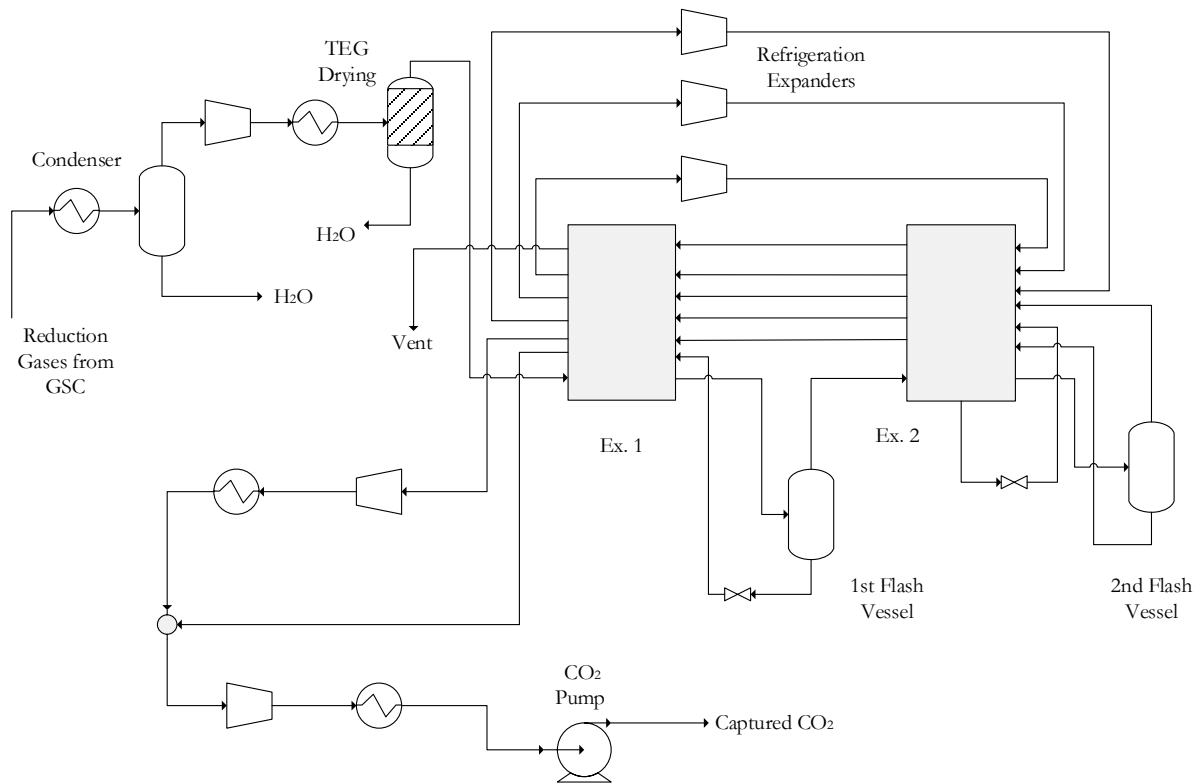 TEG
Drying
Refrigeration
Expanders
Condenser
H2O
H2O
Reduction
Gases from
GSC
Vent
Ex. 1
Ex. 2
1st Flash
Vessel
2nd Flash
Vessel
CO2
Pump
Captured CO2